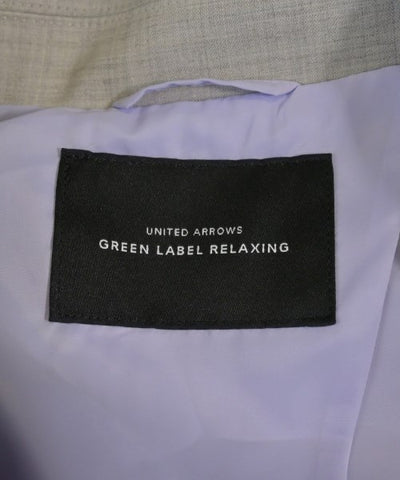 UNITED ARROWS
GREEN LABEL RELAXING